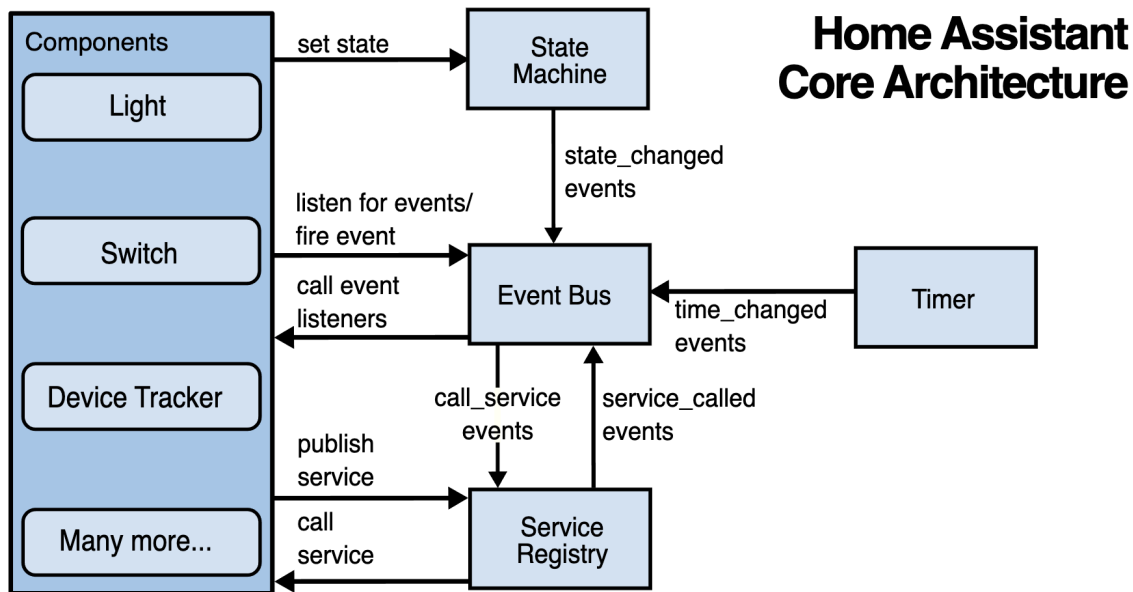 Home Assistant
Core Architecture
Components
Light
Switch
Device Tracker
Many more...
set state
State
Machine
state_changed
events
listen for events/
fire event
call event
listeners
Event Bus
time_changed
events
Timer
call_service
events
service_called
events
publish
service
call
service
Service
Registry